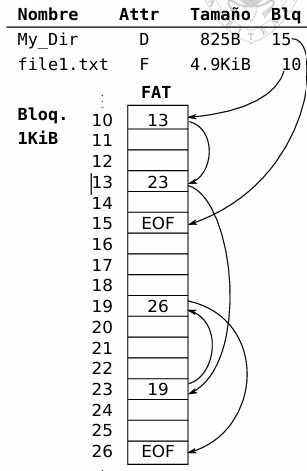 Nombre Attr Tamaño Blq
My_Dir D 825B 15
file1.txt F 4.9KiB 10
Bloq.
1KiB
FAT
10 13
11
12
13 23
14
15 EOF
16
17
18
19 26
20
21
22
23 19
24
25
26 EOF